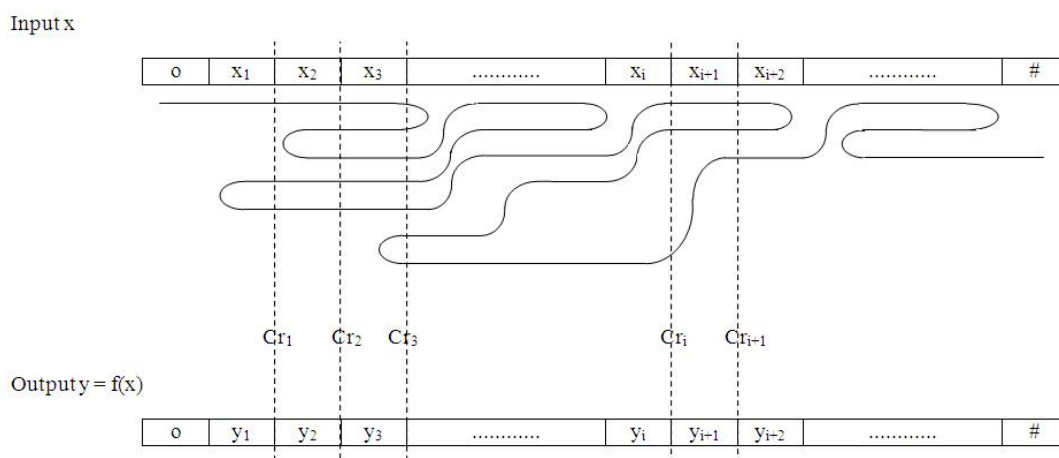 Input x
o x₁ x₂ x₃ ............ xᵢ xᵢ₊₁ xᵢ₊₂ ............ #
Cr₁ Cr₂ Cr₃ Crᵢ Crᵢ₊₁
Output y = f(x)
o y₁ y₂ y₃ ............ yᵢ yᵢ₊₁ yᵢ₊₂ ............ #